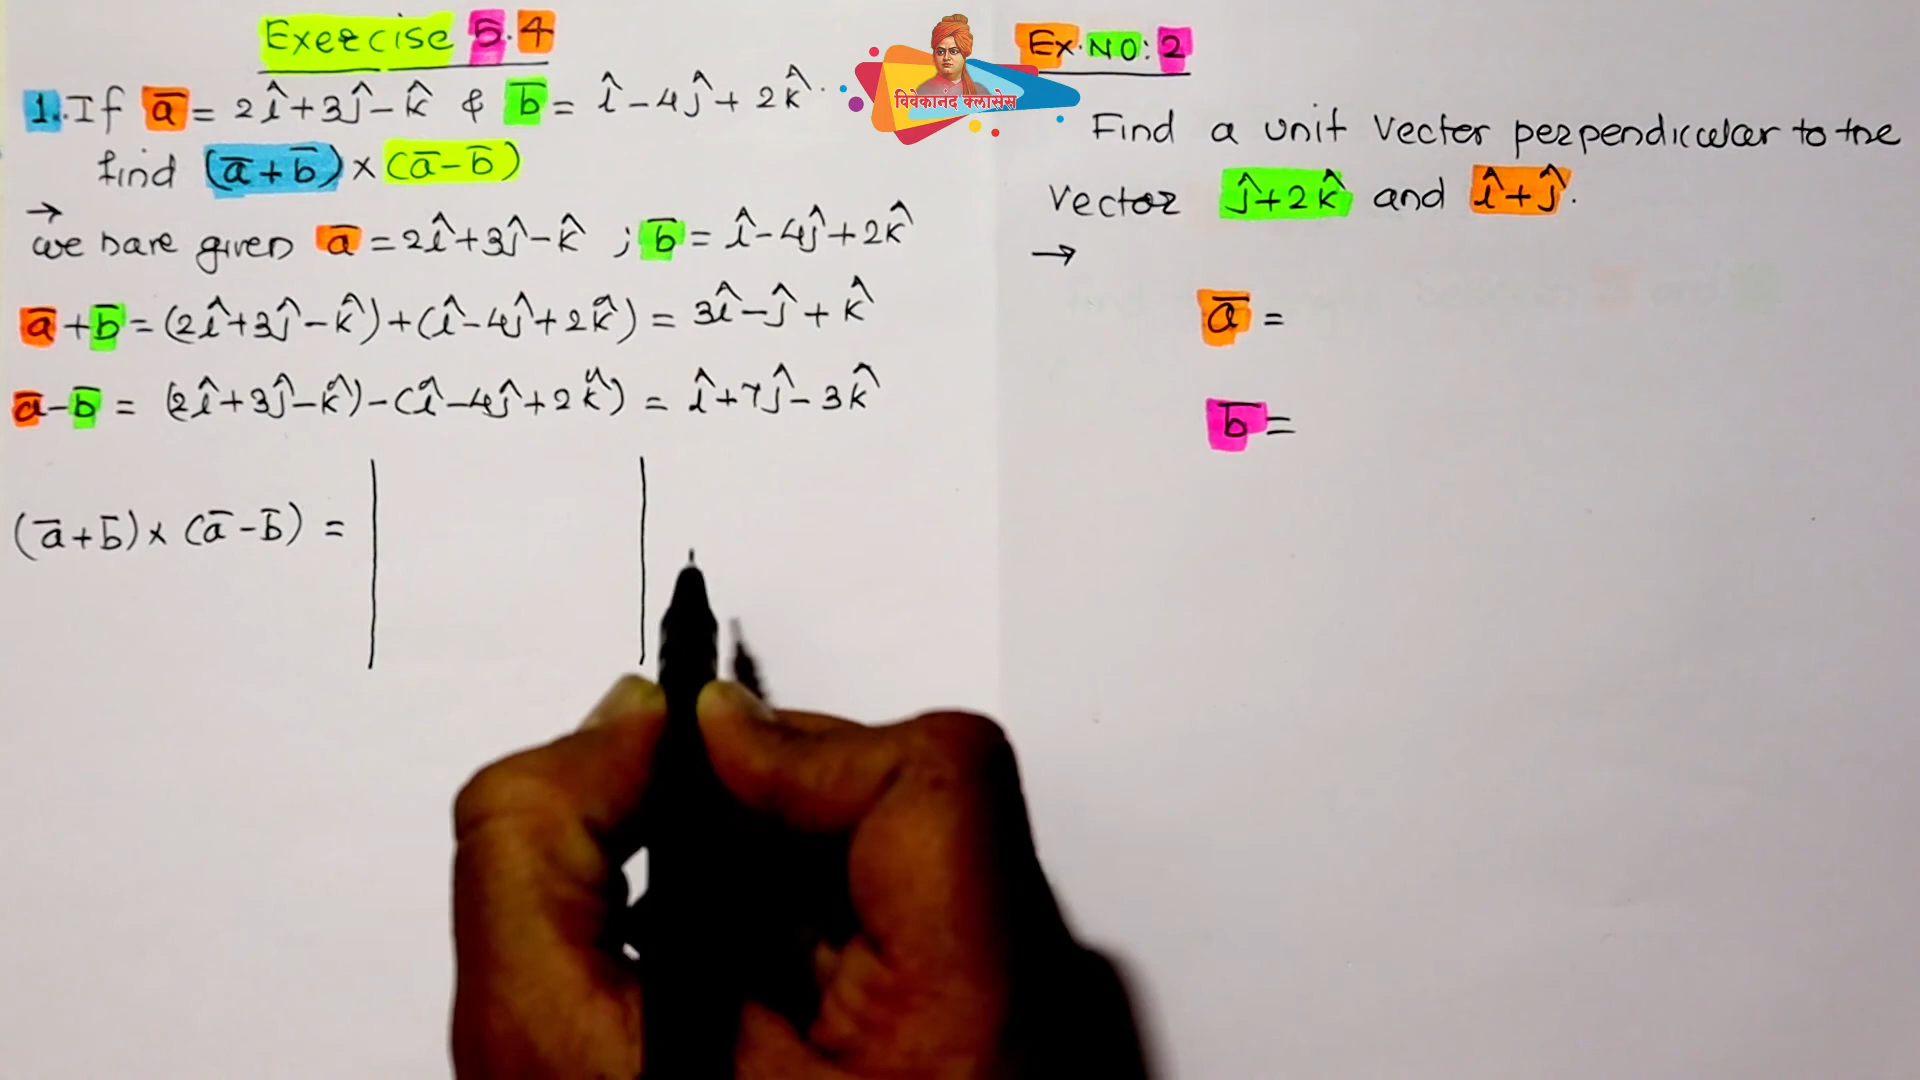 Exercise 5.4
1. If a̅ = 2î+3ĵ-k̂ & b̅ = î-4ĵ+2k̂.
find (a̅+b̅)×(a̅-b̅)
→
we have given a̅ = 2î+3ĵ-k̂ ; b̅ = î-4ĵ+2k̂
a̅+b̅ = (2î+3ĵ-k̂)+(î-4ĵ+2k̂) = 3î-ĵ+k̂
a̅-b̅ = (2î+3ĵ-k̂)-(î-4ĵ+2k̂) = î+7ĵ-3k̂
(a̅+b̅)×(a̅-b̅) =
विवेकानंद क्लासेस
Ex. NO: 2
Find a unit vector perpendicular to the
vector ĵ+2k̂ and î+ĵ.
→
a̅ =
b̅ =